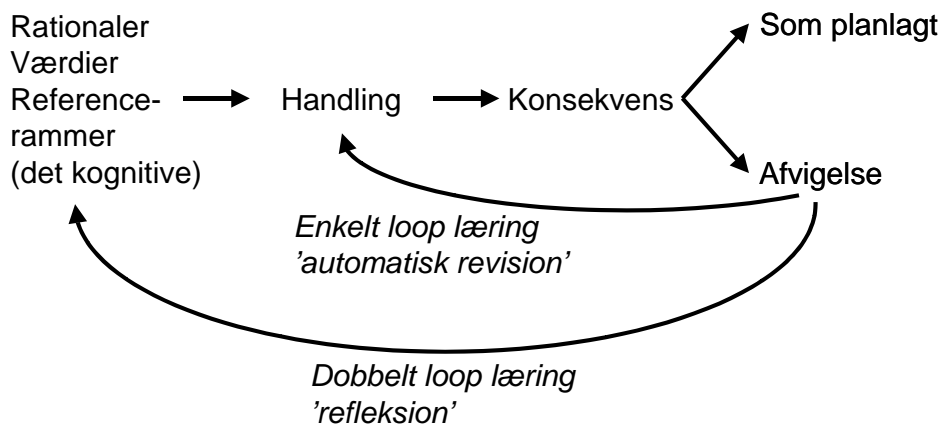 Rationaler
Værdier
Reference-
rammer
(det kognitive)
Handling
Konsekvens
Som planlagt
Afvigelse
Enkelt loop læring
’automatisk revision’
Dobbelt loop læring
’refleksion’